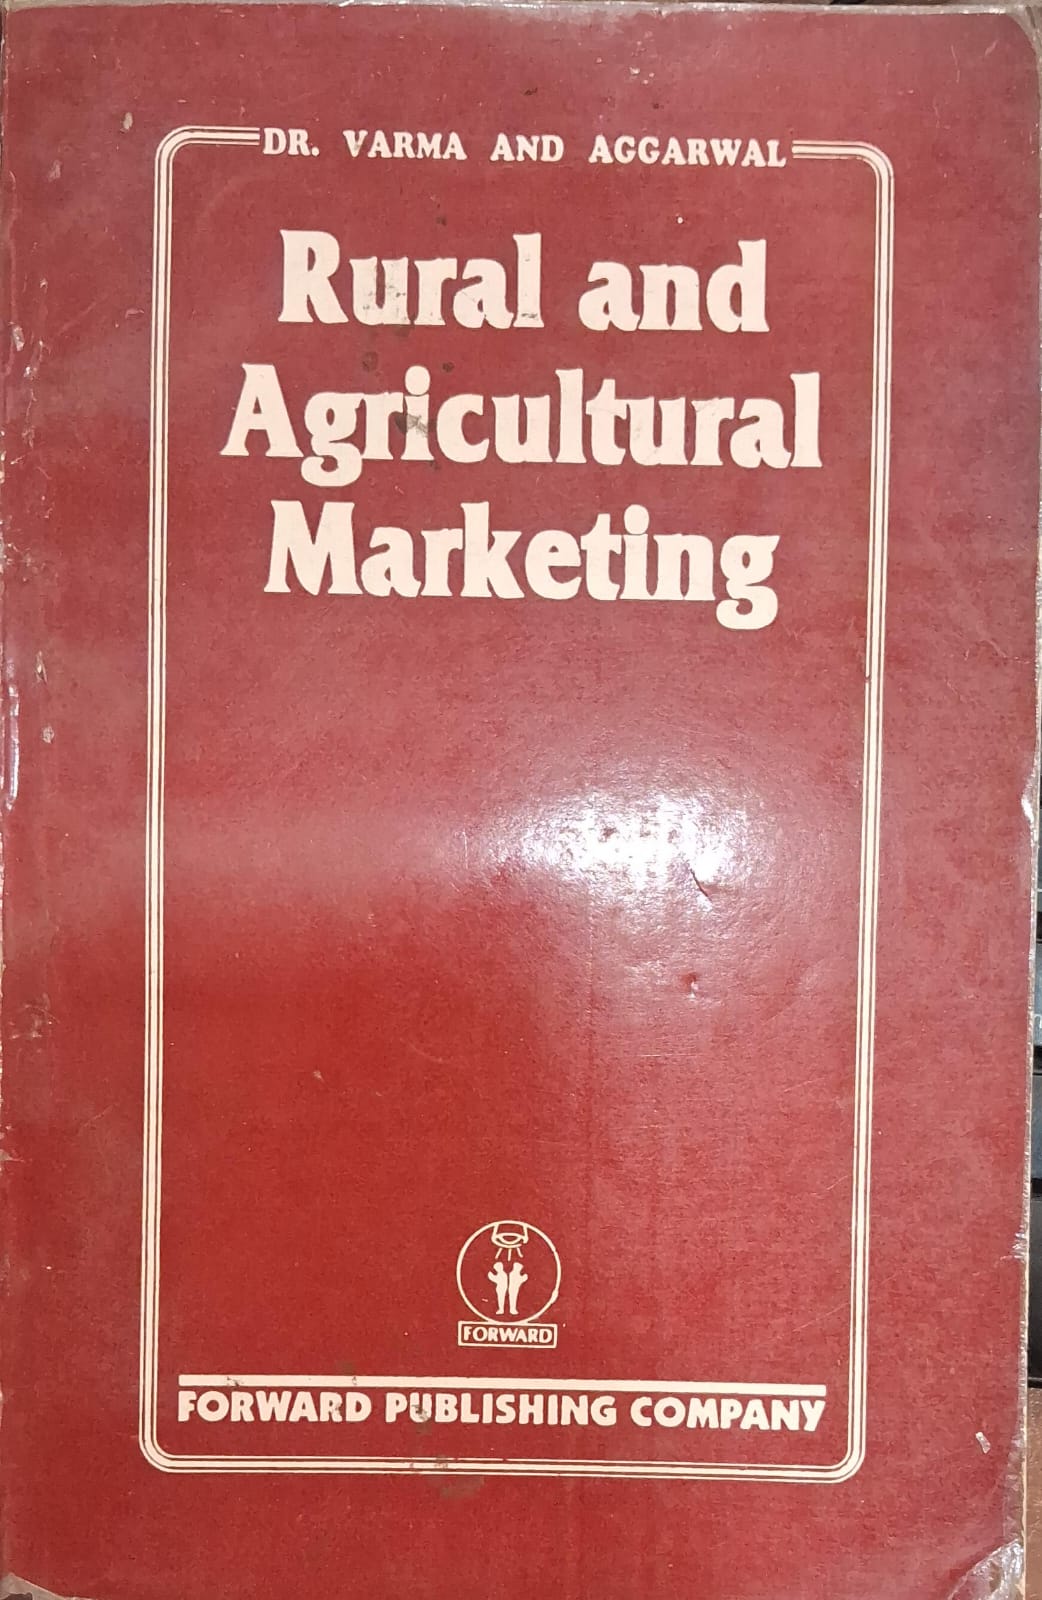 DR. VARMA AND AGGARWAL
Rural and
Agricultural
Marketing
FORWARD
FORWARD PUBLISHING COMPANY